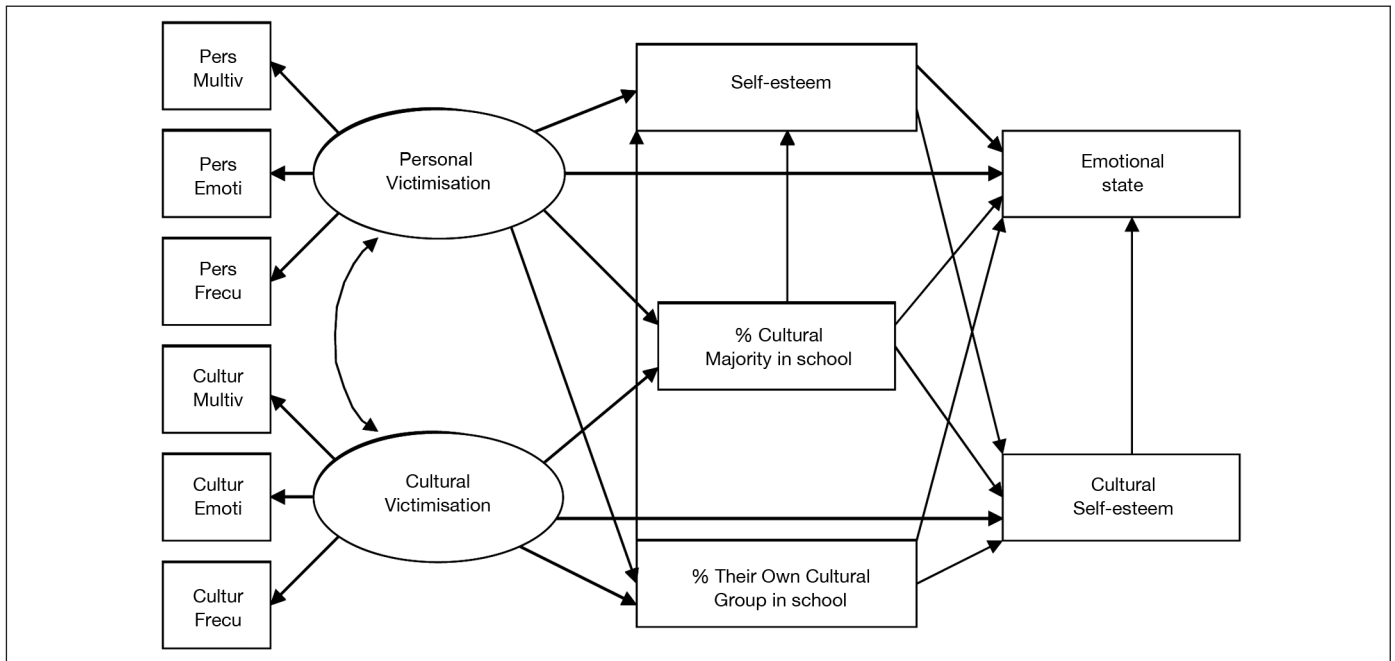 Pers
Multiv
Pers
Emoti
Pers
Frecu
Cultur
Multiv
Cultur
Emoti
Cultur
Frecu
Personal
Victimisation
Cultural
Victimisation
Self-esteem
% Cultural
Majority in school
% Their Own Cultural
Group in school
Emotional
state
Cultural
Self-esteem